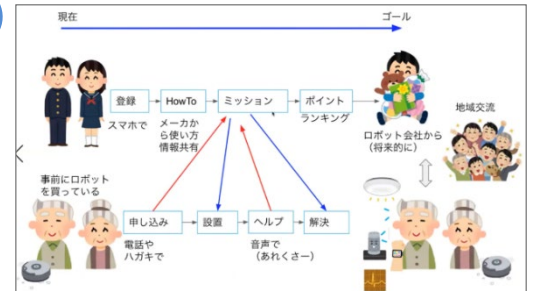 現在
ゴール
登録
HowTo
ミッション
ポイント
スマホで
メーカか
ら使い方
情報共有
ランキング
ロボット会社から
(将来的に)
地域交流
事前にロボット
を買っている
申し込み
設置
ヘルプ
解決
電話や
ハガキで
音声で
(あれくさー)